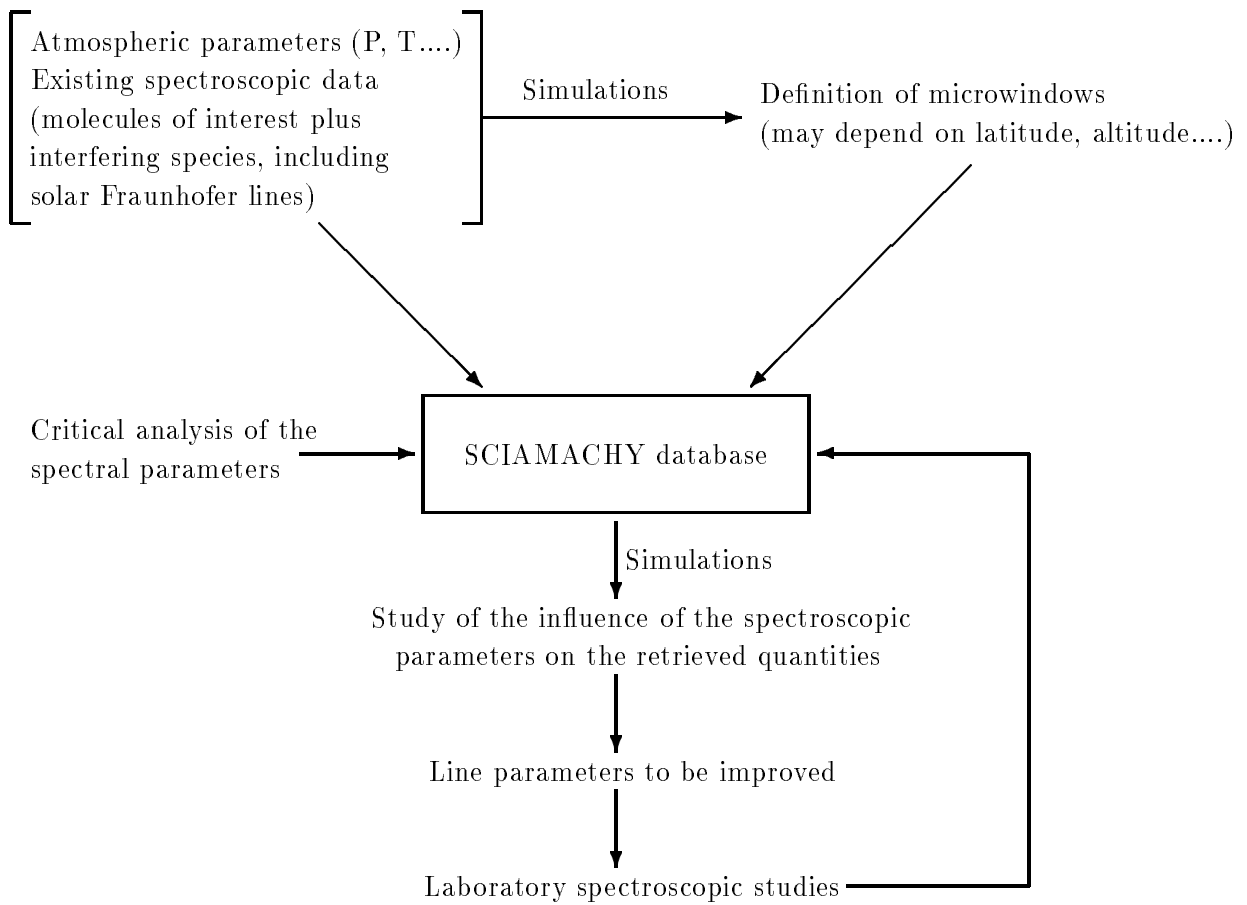 Atmospheric parameters (P, T....)
Existing spectroscopic data
(molecules of interest plus
interfering species, including
solar Fraunhofer lines)
Simulations
Definition of microwindows
(may depend on latitude, altitude....)
Critical analysis of the
spectral parameters
SCIAMACHY database
Simulations
Study of the influence of the spectroscopic
parameters on the retrieved quantities
Line parameters to be improved
Laboratory spectroscopic studies